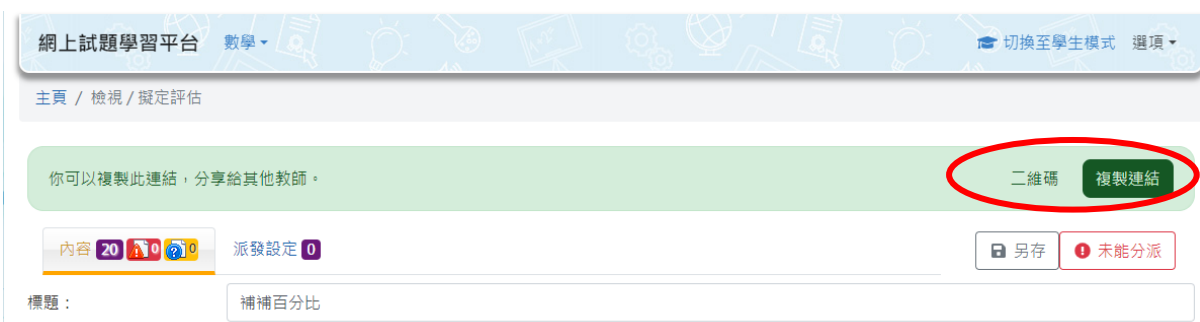 網上試題學習平台 數學 切換至學生模式 選項
主頁 / 檢視 / 擬定評估
你可以複製此連結，分享給其他教師。 二維碼 複製連結
內容 20 0 0 派發設定 0 另存 未能分派
標題： 補補百分比